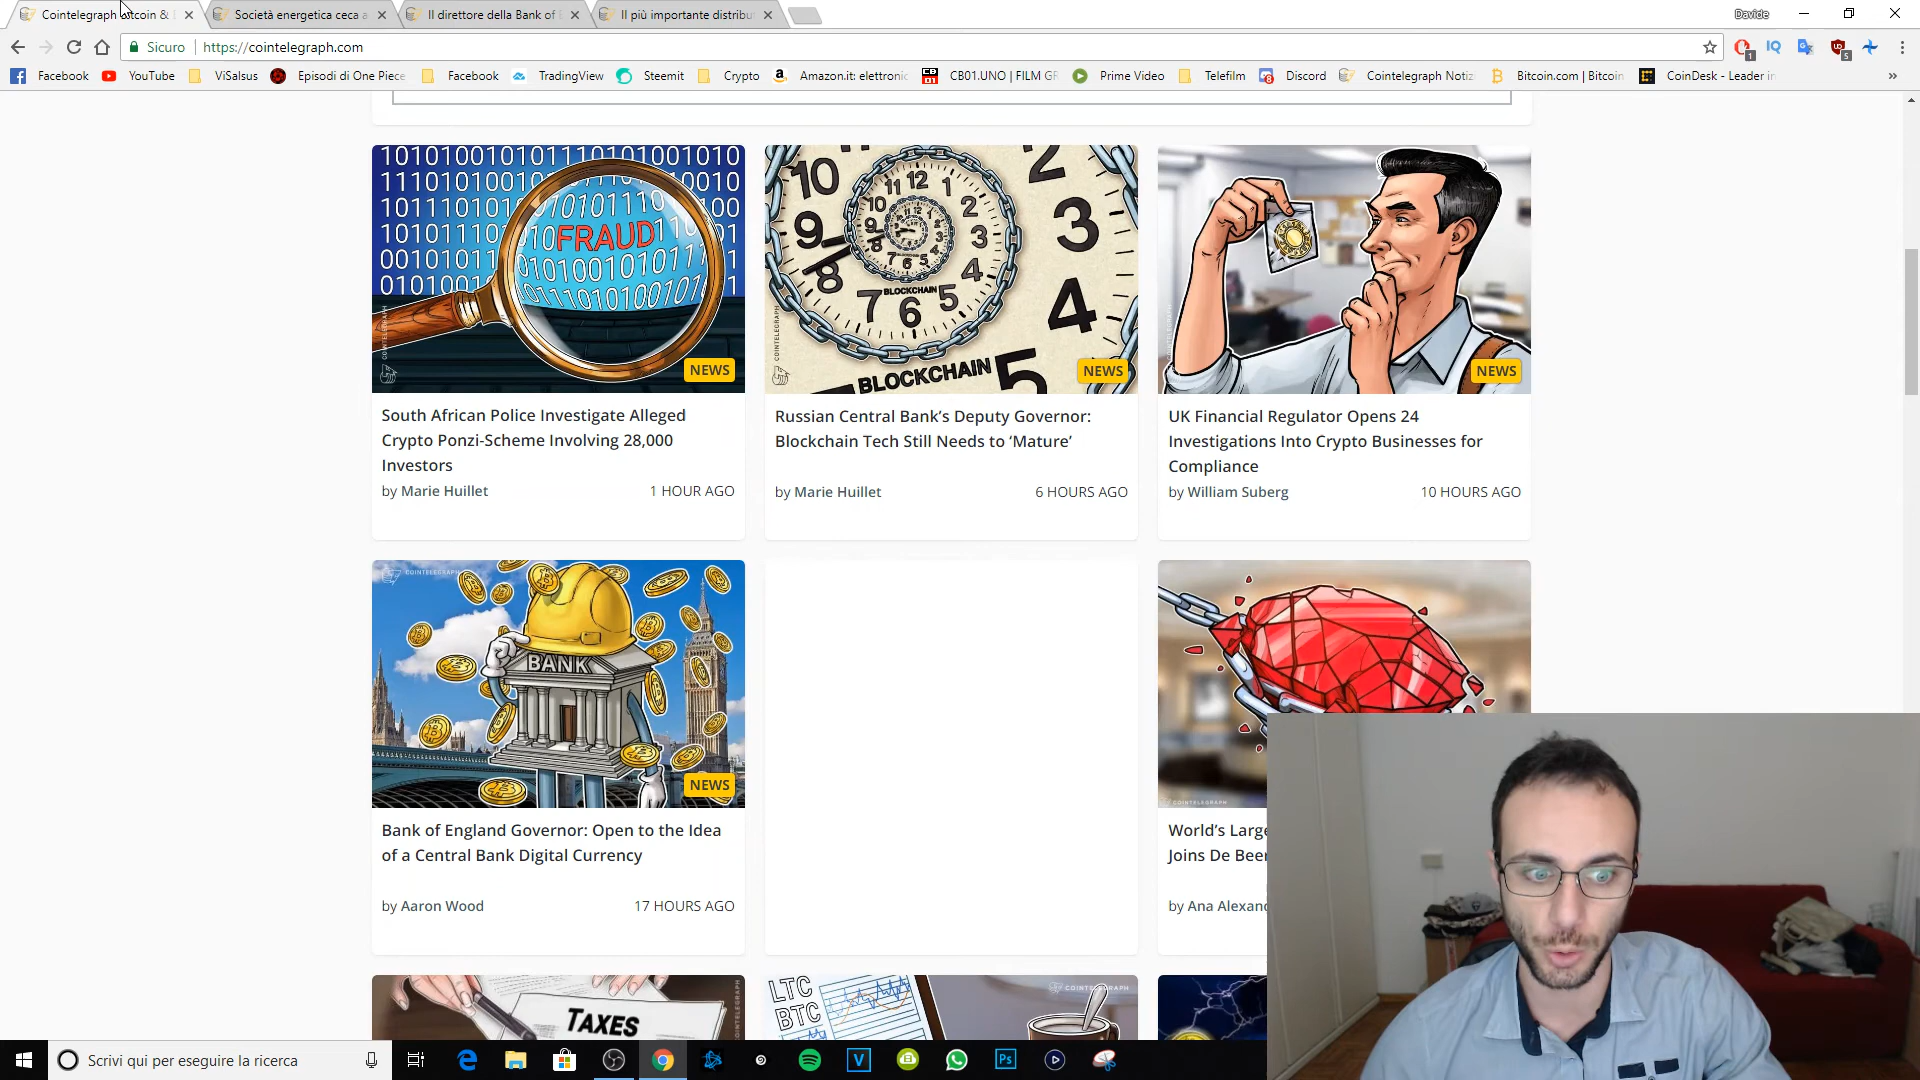 Cointelegraph Bitcoin &
Società energetica ceca a
Il direttore della Bank of
Il più importante distribut
Davide
Sicuro
https://cointelegraph.com
Facebook
YouTube
ViSalsus
Episodi di One Piece
Facebook
TradingView
Steemit
Crypto
Amazon.it: elettronic
CB01.UNO | FILM GR
Prime Video
Telefilm
Discord
Cointelegraph Notiz
Bitcoin.com | Bitcoin
CoinDesk - Leader in
FRAUD
NEWS
South African Police Investigate Alleged
Crypto Ponzi-Scheme Involving 28,000
Investors
by Marie Huillet
1 HOUR AGO
BLOCKCHAIN
BLOCKCHAIN
NEWS
Russian Central Bank’s Deputy Governor:
Blockchain Tech Still Needs to ‘Mature’
by Marie Huillet
6 HOURS AGO
NEWS
UK Financial Regulator Opens 24
Investigations Into Crypto Businesses for
Compliance
by William Suberg
10 HOURS AGO
COINTELEGRAPH
BANK
NEWS
Bank of England Governor: Open to the Idea
of a Central Bank Digital Currency
by Aaron Wood
17 HOURS AGO
COINTELEGRAPH
World’s Large
Joins De Beer
by Ana Alexand
TAXES
LTC
BTC
COINTELEGRAPH
Scrivi qui per eseguire la ricerca